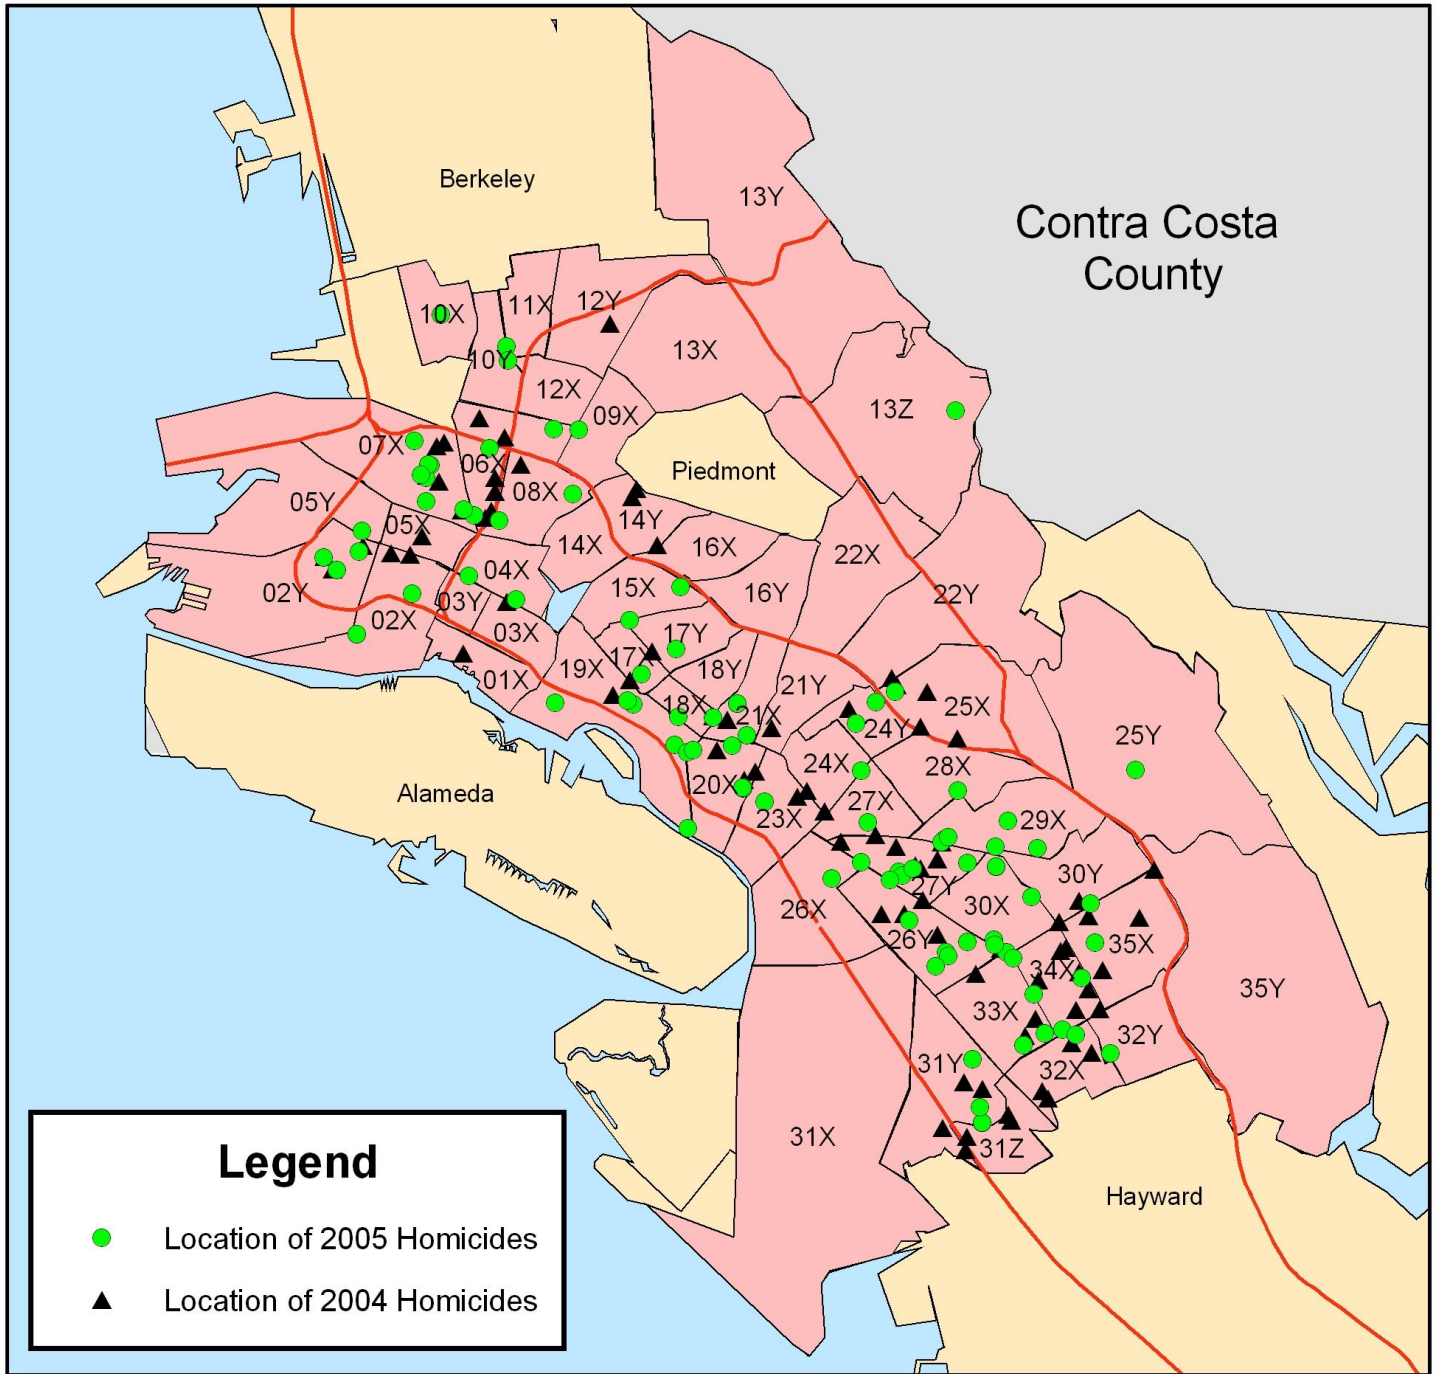 Berkeley
13Y
Contra Costa
County
10X
11X
12Y
10Y
13X
12X
09X
13Z
07X
06X
Piedmont
08X
05Y
05X
14Y
14X
16X
22X
04X
02Y
03Y
15X
16Y
22Y
02X
03X
17Y
17X
19X
18Y
01X
21Y
18X
21X
25X
24Y
25Y
24X
28X
20X
27X
Alameda
23X
29X
30Y
27Y
30X
26X
26Y
35X
34X
35Y
33X
32Y
31Y
32X
31X
31Z
Hayward
Legend
Location of 2005 Homicides
Location of 2004 Homicides